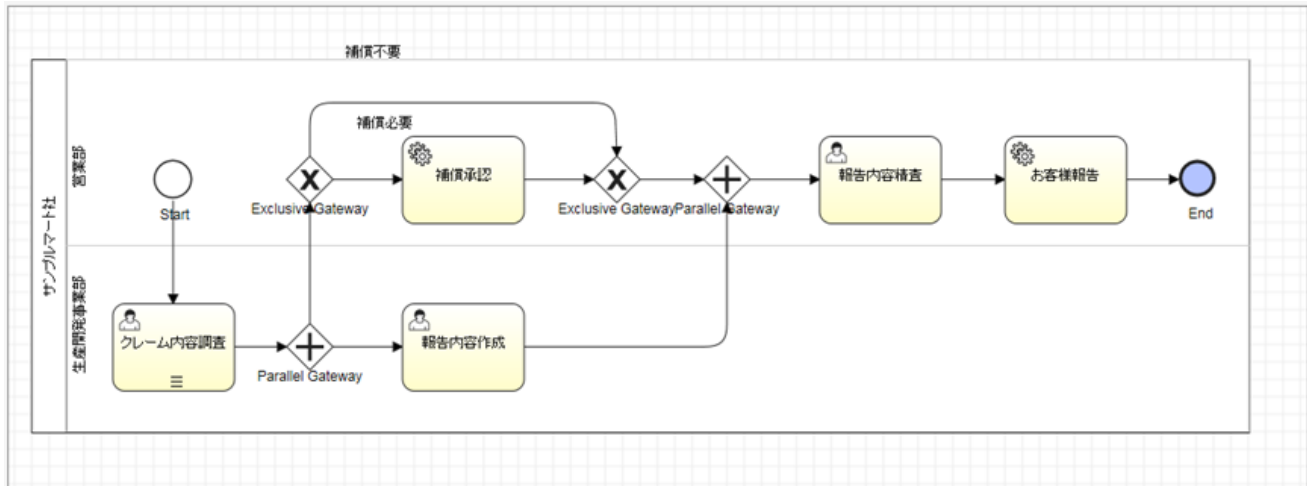 補償不要
補償必要
サンプルマート社
営業部
Start
Exclusive Gateway
補償承認
Exclusive Gateway
Parallel Gateway
報告内容積査
お客様報告
End
生産開発事業部
クレーム内容調査
Parallel Gateway
報告内容作成